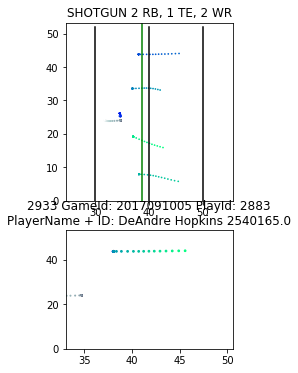 SHOTGUN 2 RB, 1 TE, 2 WR
50
40
30
20
10
0
30 40 50
2933 GameId: 2017091005 PlayId: 2883
PlayerName + ID: DeAndre Hopkins 2540165.0
40
20
0
35 40 45 50